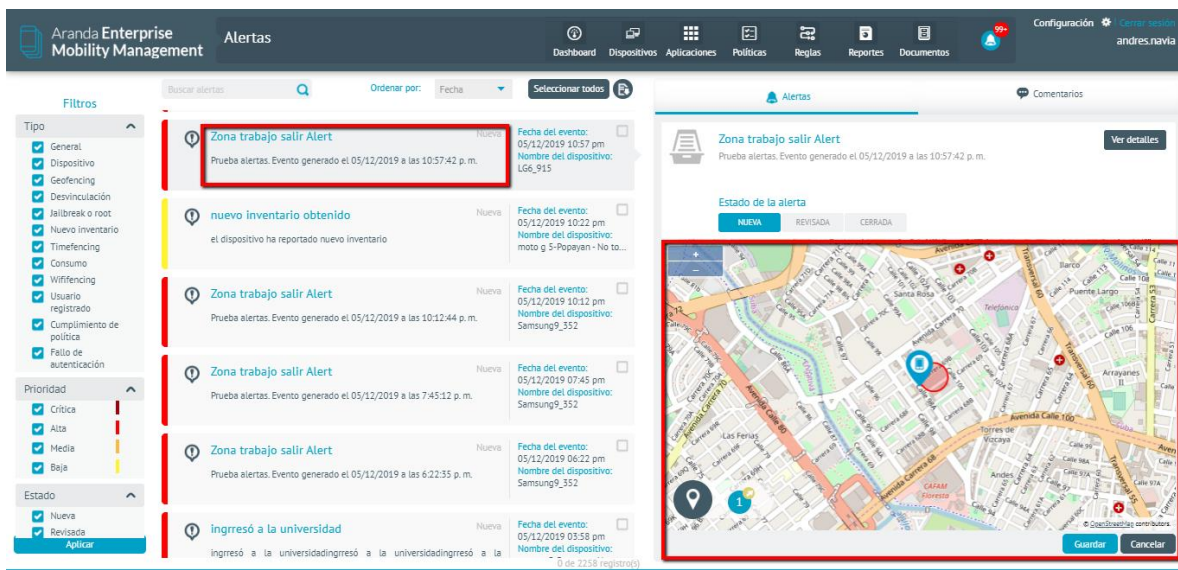 Aranda Enterprise
Mobility Management
Alertas
Dashboard
Dispositivos
Aplicaciones
Políticas
Reglas
Reportes
Documentos
99+
Configuración
Cerrar sesión
andres.navia
Filtros
Tipo
General
Dispositivo
Geofencing
Desvinculación
Jailbreak o root
Nuevo inventario
Timefencing
Consumo
Wififencing
Usuario
registrado
Cumplimiento de
política
Fallo de
autenticación
Prioridad
Crítica
Alta
Media
Baja
Estado
Nueva
Revisada
Aplicar
Buscar alertas
Ordenar por:
Fecha
Seleccionar todos
Zona trabajo salir Alert
Nueva
Prueba alertas. Evento generado el 05/12/2019 a las 10:57:42 p. m.
Fecha del evento:
05/12/2019 10:57 pm
Nombre del dispositivo:
LG6_915
nuevo inventario obtenido
Nueva
el dispositivo ha reportado nuevo inventario
Fecha del evento:
05/12/2019 10:22 pm
Nombre del dispositivo:
moto g 5-Popayan - No to...
Zona trabajo salir Alert
Nueva
Prueba alertas. Evento generado el 05/12/2019 a las 10:12:44 p. m.
Fecha del evento:
05/12/2019 10:12 pm
Nombre del dispositivo:
Samsung9_352
Zona trabajo salir Alert
Nueva
Prueba alertas. Evento generado el 05/12/2019 a las 7:45:12 p. m.
Fecha del evento:
05/12/2019 07:45 pm
Nombre del dispositivo:
Samsung9_352
Zona trabajo salir Alert
Nueva
Prueba alertas. Evento generado el 05/12/2019 a las 6:22:35 p. m.
Fecha del evento:
05/12/2019 06:22 pm
Nombre del dispositivo:
Samsung9_352
ingrresó a la universidad
Nueva
ingrresó a la universidadingrresó a la universidadingrresó a la
Fecha del evento:
05/12/2019 03:58 pm
Nombre del dispositivo:
0 de 2258 registro(s)
Alertas
Comentarios
Zona trabajo salir Alert
Prueba alertas. Evento generado el 05/12/2019 a las 10:57:42 p. m.
Ver detalles
Estado de la alerta
NUEVA
REVISADA
CERRADA
+
−
Barco
Puente Largo
Santa Rosa
Telefónica
Calle 106
Arrayanes
II
Avenida Calle 80
Avenida Calle 100
Transversal 60
Las Ferias
Torres de
Vizcaya
Avenida Carrera 68
Andes
CAFAM
Floresta
Calle 98A
Calle 97A
1
© OpenStreetMap contributors.
Guardar
Cancelar